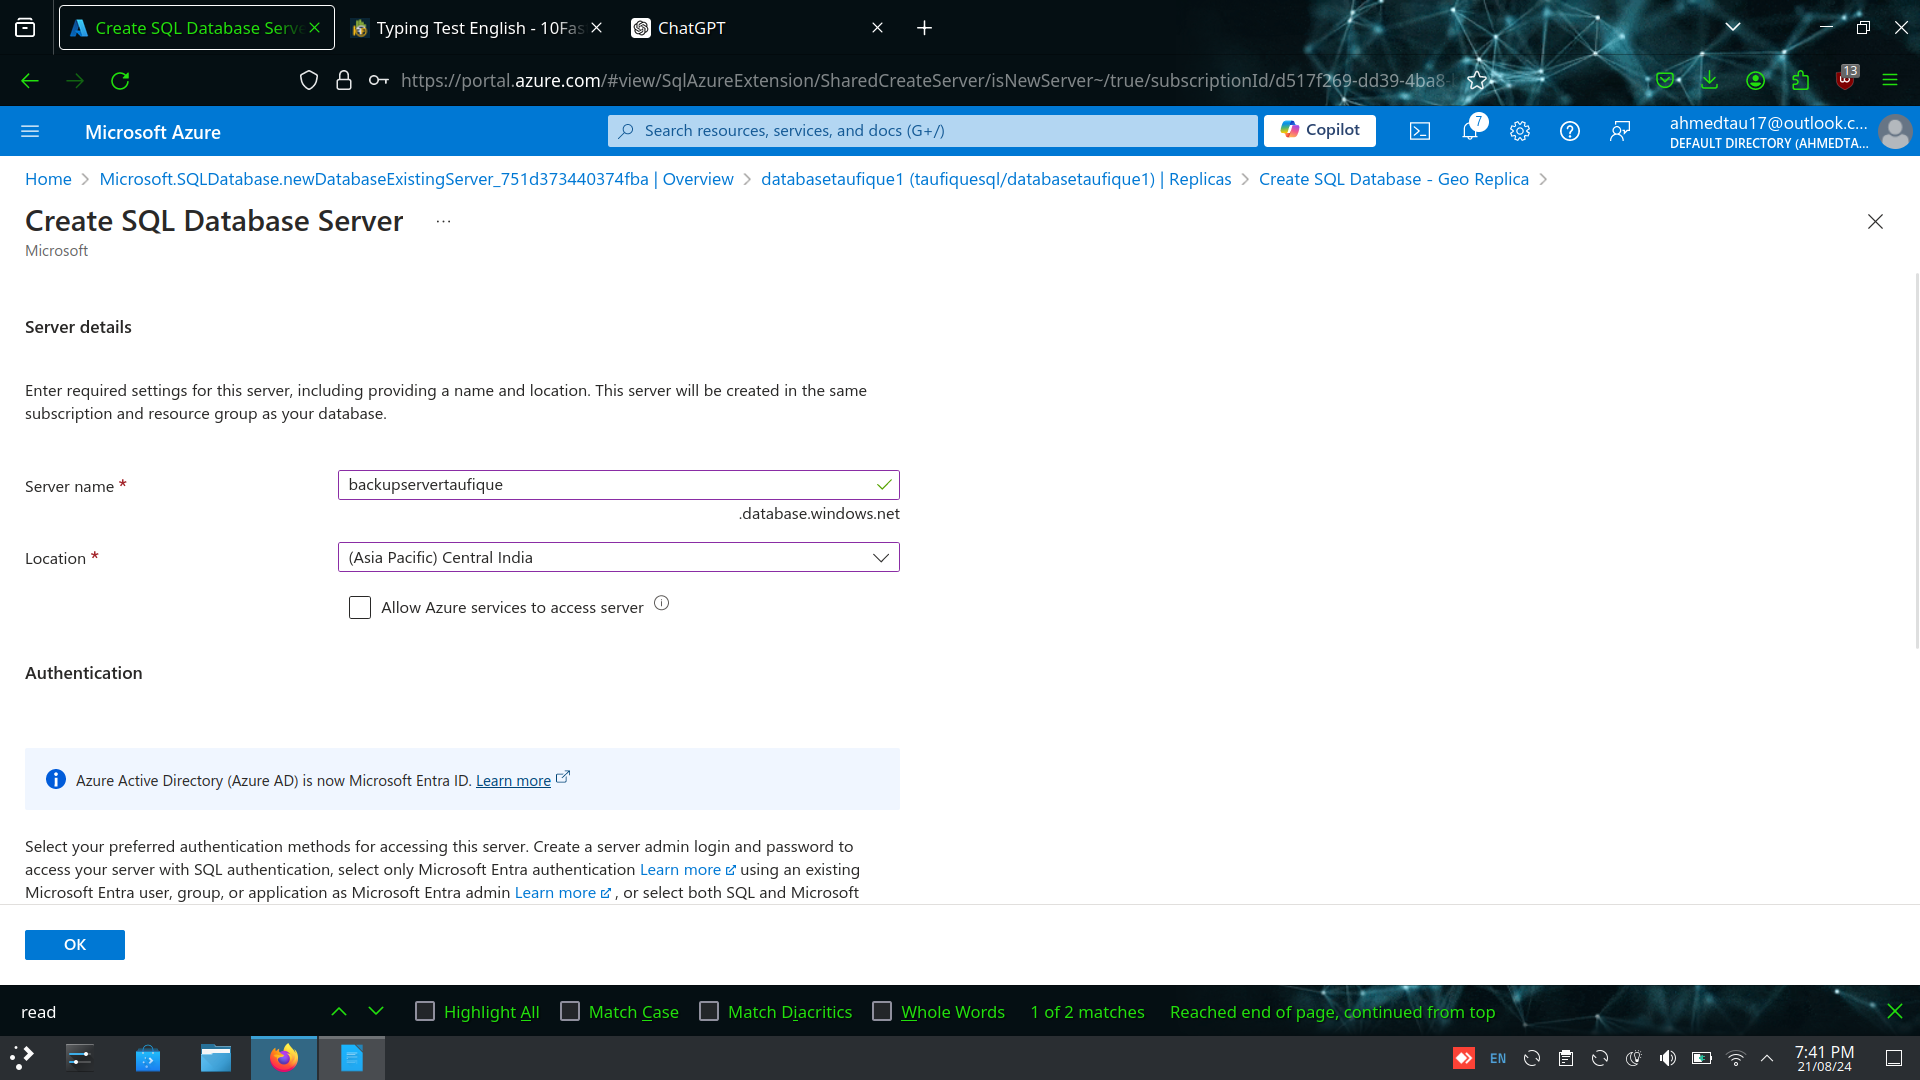 Create SQL Database Serve
Typing Test English - 10Fas
ChatGPT
https://portal.azure.com/#view/SqlAzureExtension/SharedCreateServer/isNewServer~/true/subscriptionId/d517f269-dd39-4ba8-
13
Microsoft Azure
Search resources, services, and docs (G+/)
Copilot
7
ahmedtau17@outlook.c...
DEFAULT DIRECTORY (AHMEDTA...
Home > Microsoft.SQLDatabase.newDatabaseExistingServer_751d373440374fba | Overview > databasetaufique1 (taufiquesql/databasetaufique1) | Replicas > Create SQL Database - Geo Replica >
Create SQL Database Server ...
Microsoft
Server details
Enter required settings for this server, including providing a name and location. This server will be created in the same
subscription and resource group as your database.
Server name *
backupservertaufique
.database.windows.net
Location *
(Asia Pacific) Central India
Allow Azure services to access server
Authentication
Azure Active Directory (Azure AD) is now Microsoft Entra ID. Learn more
Select your preferred authentication methods for accessing this server. Create a server admin login and password to
access your server with SQL authentication, select only Microsoft Entra authentication Learn more using an existing
Microsoft Entra user, group, or application as Microsoft Entra admin Learn more , or select both SQL and Microsoft
OK
read
Highlight All
Match Case
Match Diacritics
Whole Words
1 of 2 matches
Reached end of page, continued from top
EN
7:41 PM
21/08/24